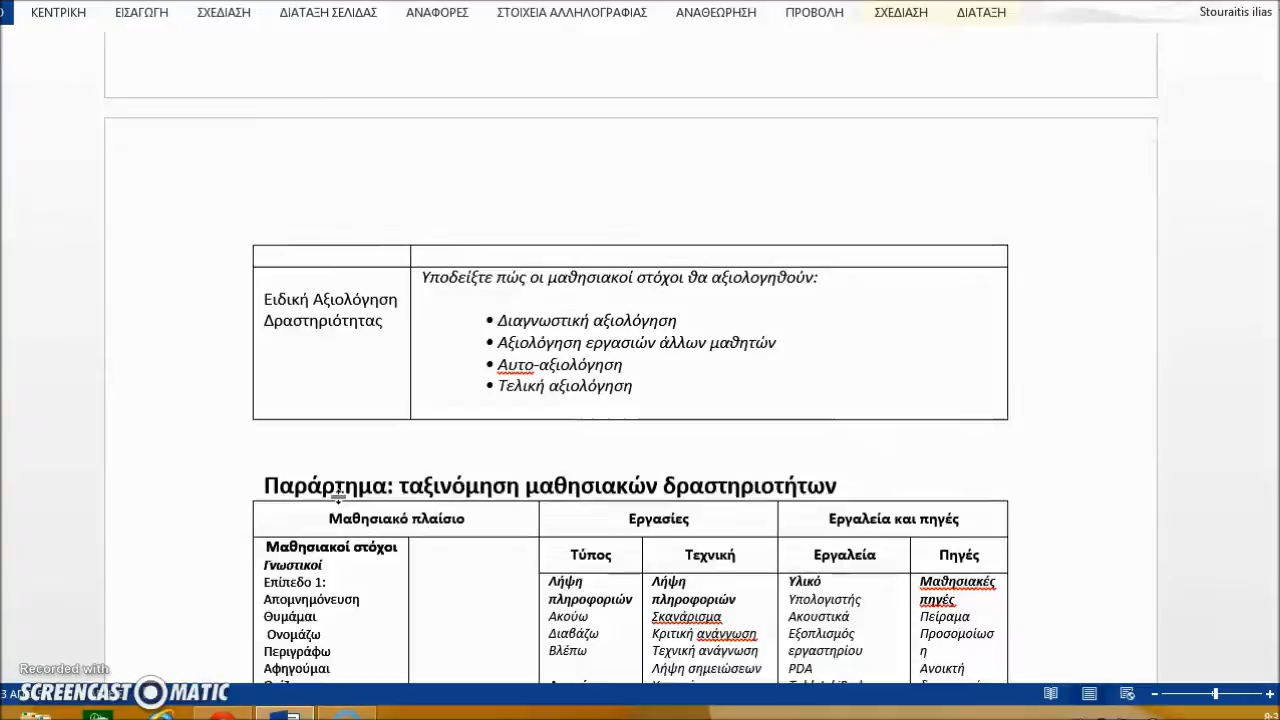 ΚΕΝΤΡΙΚΗ ΕΙΣΑΓΩΓΗ ΣΧΕΔΙΑΣΗ ΔΙΑΤΑΞΗ ΣΕΛΙΔΑΣ ΑΝΑΦΟΡΕΣ ΣΤΟΙΧΕΙΑ ΑΛΛΗΛΟΓΡΑΦΙΑΣ ΑΝΑΘΕΩΡΗΣΗ ΠΡΟΒΟΛΗ ΣΧΕΔΙΑΣΗ ΔΙΑΤΑΞΗ Stouraitis ilias
Υποδείξτε πώς οι μαθησιακοί στόχοι θα αξιολογηθούν:
Ειδική Αξιολόγηση
Δραστηριότητας
• Διαγνωστική αξιολόγηση
• Αξιολόγηση εργασιών άλλων μαθητών
• Αυτο-αξιολόγηση
• Τελική αξιολόγηση
Παράρτημα: ταξινόμηση μαθησιακών δραστηριοτήτων
Μαθησιακό πλαίσιο Εργασίες Εργαλεία και πηγές
Μαθησιακοί στόχοι
Γνωστικοί
Επίπεδο 1:
Απομνημόνευση
Θυμάμαι
Ονομάζω
Περιγράφω
Αφηγούμαι
Τύπος
Λήψη
πληροφοριών
Ακούω
Διαβάζω
Βλέπω
Τεχνική
Λήψη
πληροφοριών
Σκανάρισμα
Κριτική ανάννωση
Τεχνική ανάγνωση
Λήψη σημειώσεων
Εργαλεία
Υλικό
Υπολογιστής
Ακουστικά
Εξοπλισμός
εργαστηρίου
PDA
Πηγές
Μαθησιακές
πηγές
Πείραμα
Προσομοίωσ
η
Ανοικτή
Recorded with
SCREENCAST MATIC